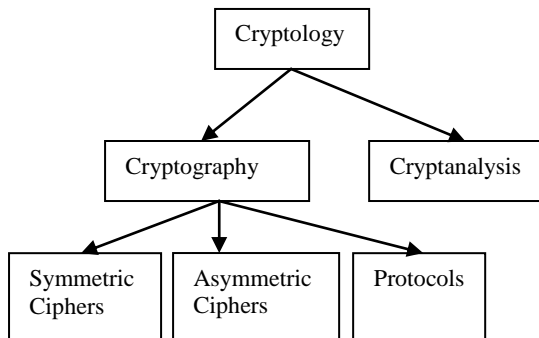 Cryptology
Cryptography
Cryptanalysis
Symmetric
Ciphers
Asymmetric
Ciphers
Protocols